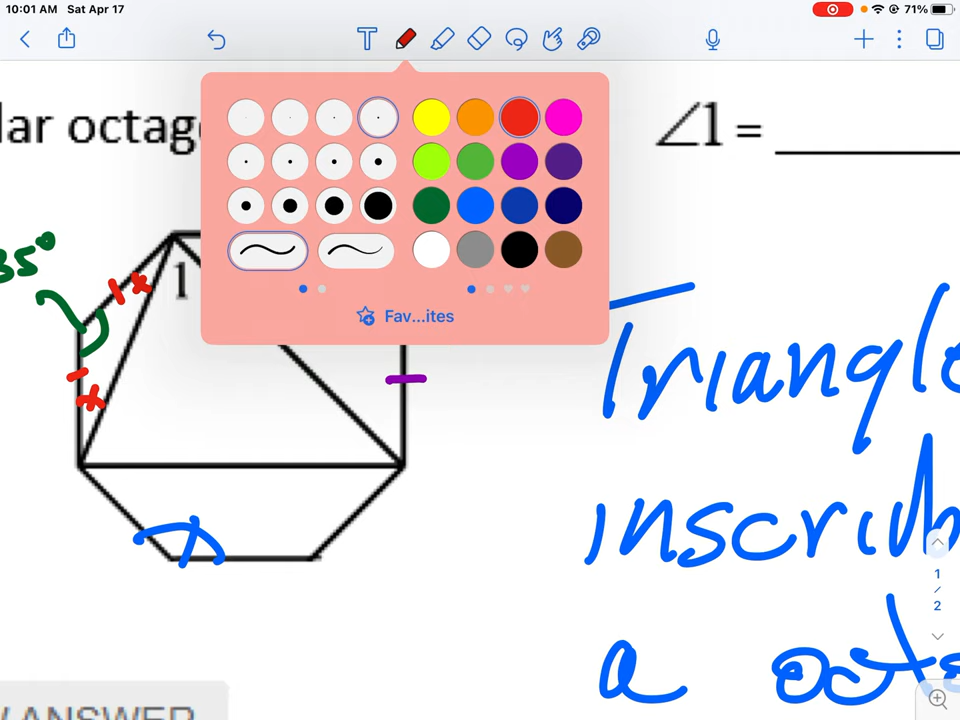 10:01 AM Sat Apr 17
71%
T
lar octag
∠1 = ________
35°
1
Fav...ites
Triangle
inscrib
1
/
2
a octa
ANSWER